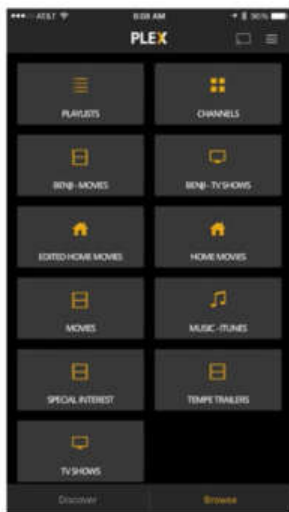 AT&T 8:08 AM 90%
PLEX
PLAYLISTS CHANNELS
BENJI - MOVIES BENJI - TV SHOWS
EDITED HOME MOVIES HOME MOVIES
MOVIES MUSIC - ITUNES
SPECIAL INTEREST TEMPE TRAILERS
TV SHOWS
Discover Browse